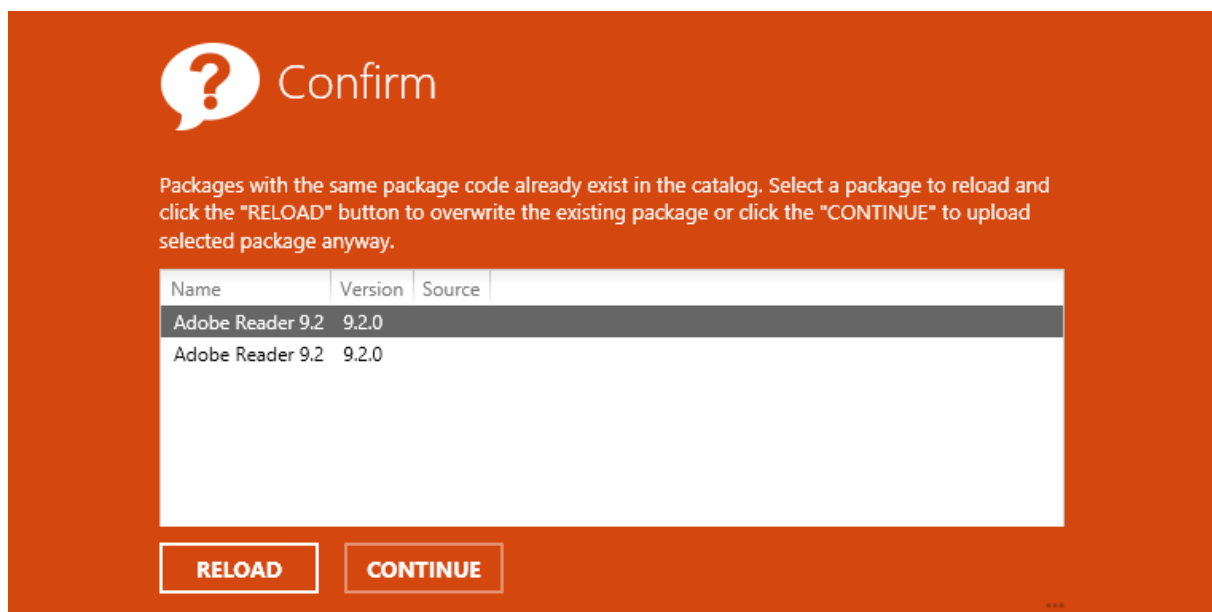 Confirm
Packages with the same package code already exist in the catalog. Select a package to reload and
click the "RELOAD" button to overwrite the existing package or click the "CONTINUE" to upload
selected package anyway.
Name Version Source
Adobe Reader 9.2 9.2.0
Adobe Reader 9.2 9.2.0
RELOAD CONTINUE